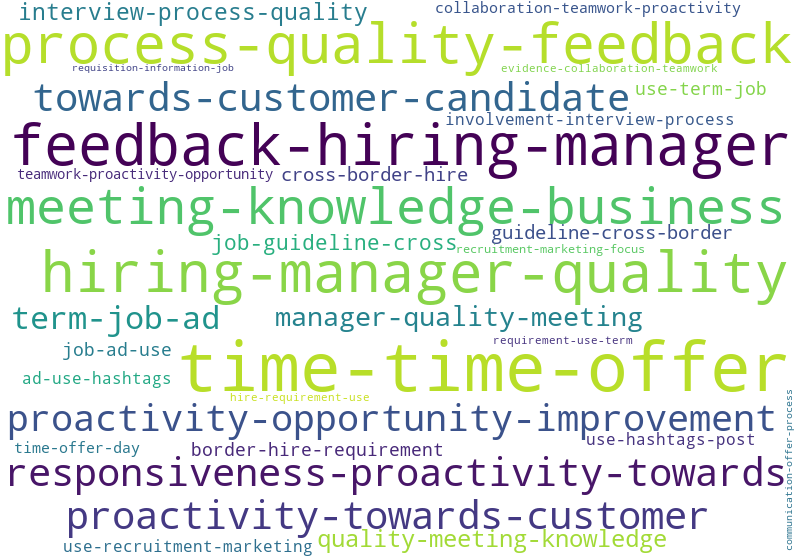 interview-process-quality
collaboration-teamwork-proactivity
process-quality-feedback
requisition-information-job
evidence-collaboration-teamwork
towards-customer-candidate
use-term-job
involvement-interview-process
feedback-hiring-manager
teamwork-proactivity-opportunity
cross-border-hire
meeting-knowledge-business
guideline-cross-border
job-guideline-cross
recruitment-marketing-focus
hiring-manager-quality
term-job-ad
manager-quality-meeting
requirement-use-term
job-ad-use
time-time-offer
ad-use-hashtags
hire-requirement-use
proactivity-opportunity-improvement
use-hashtags-post
time-offer-day
border-hire-requirement
responsiveness-proactivity-towards
communication-offer-process
proactivity-towards-customer
use-recruitment-marketing
quality-meeting-knowledge